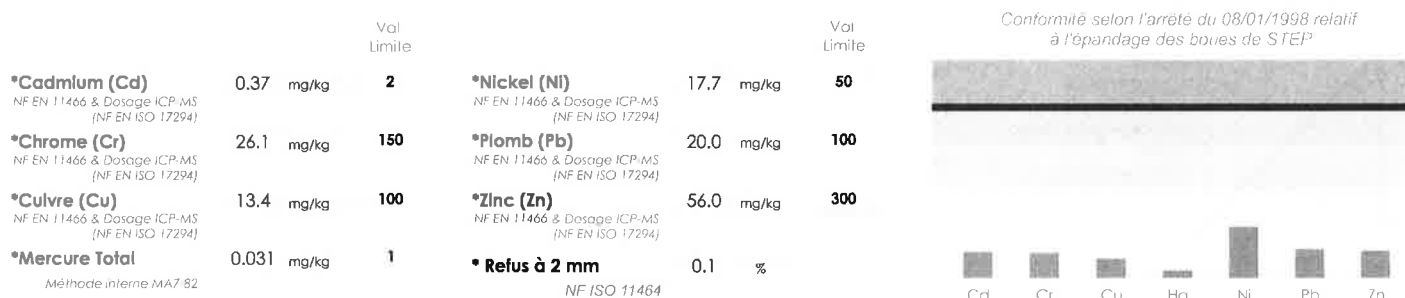 Val
Limite
*Cadmium (Cd) 0.37 mg/kg 2
NF EN 11466 & Dosage ICP-MS
(NF EN ISO 17294)
*Chrome (Cr) 26.1 mg/kg 150
NF EN 11466 & Dosage ICP-MS
(NF EN ISO 17294)
*Cuivre (Cu) 13.4 mg/kg 100
NF EN 11466 & Dosage ICP-MS
(NF EN ISO 17294)
*Mercure Total 0.031 mg/kg 1
Méthode interne MA7-82
Val
Limite
*Nickel (Ni) 17.7 mg/kg 50
NF EN 11466 & Dosage ICP-MS
(NF EN ISO 17294)
*Plomb (Pb) 20.0 mg/kg 100
NF EN 11466 & Dosage ICP-MS
(NF EN ISO 17294)
*Zinc (Zn) 56.0 mg/kg 300
NF EN 11466 & Dosage ICP-MS
(NF EN ISO 17294)
* Refus à 2 mm 0.1 %
NF ISO 11464
Conformité selon l'arrêté du 08/01/1998 relatif
à l'épandage des boues de STEP
Cd Cr Cu Hg Ni Pb Zn